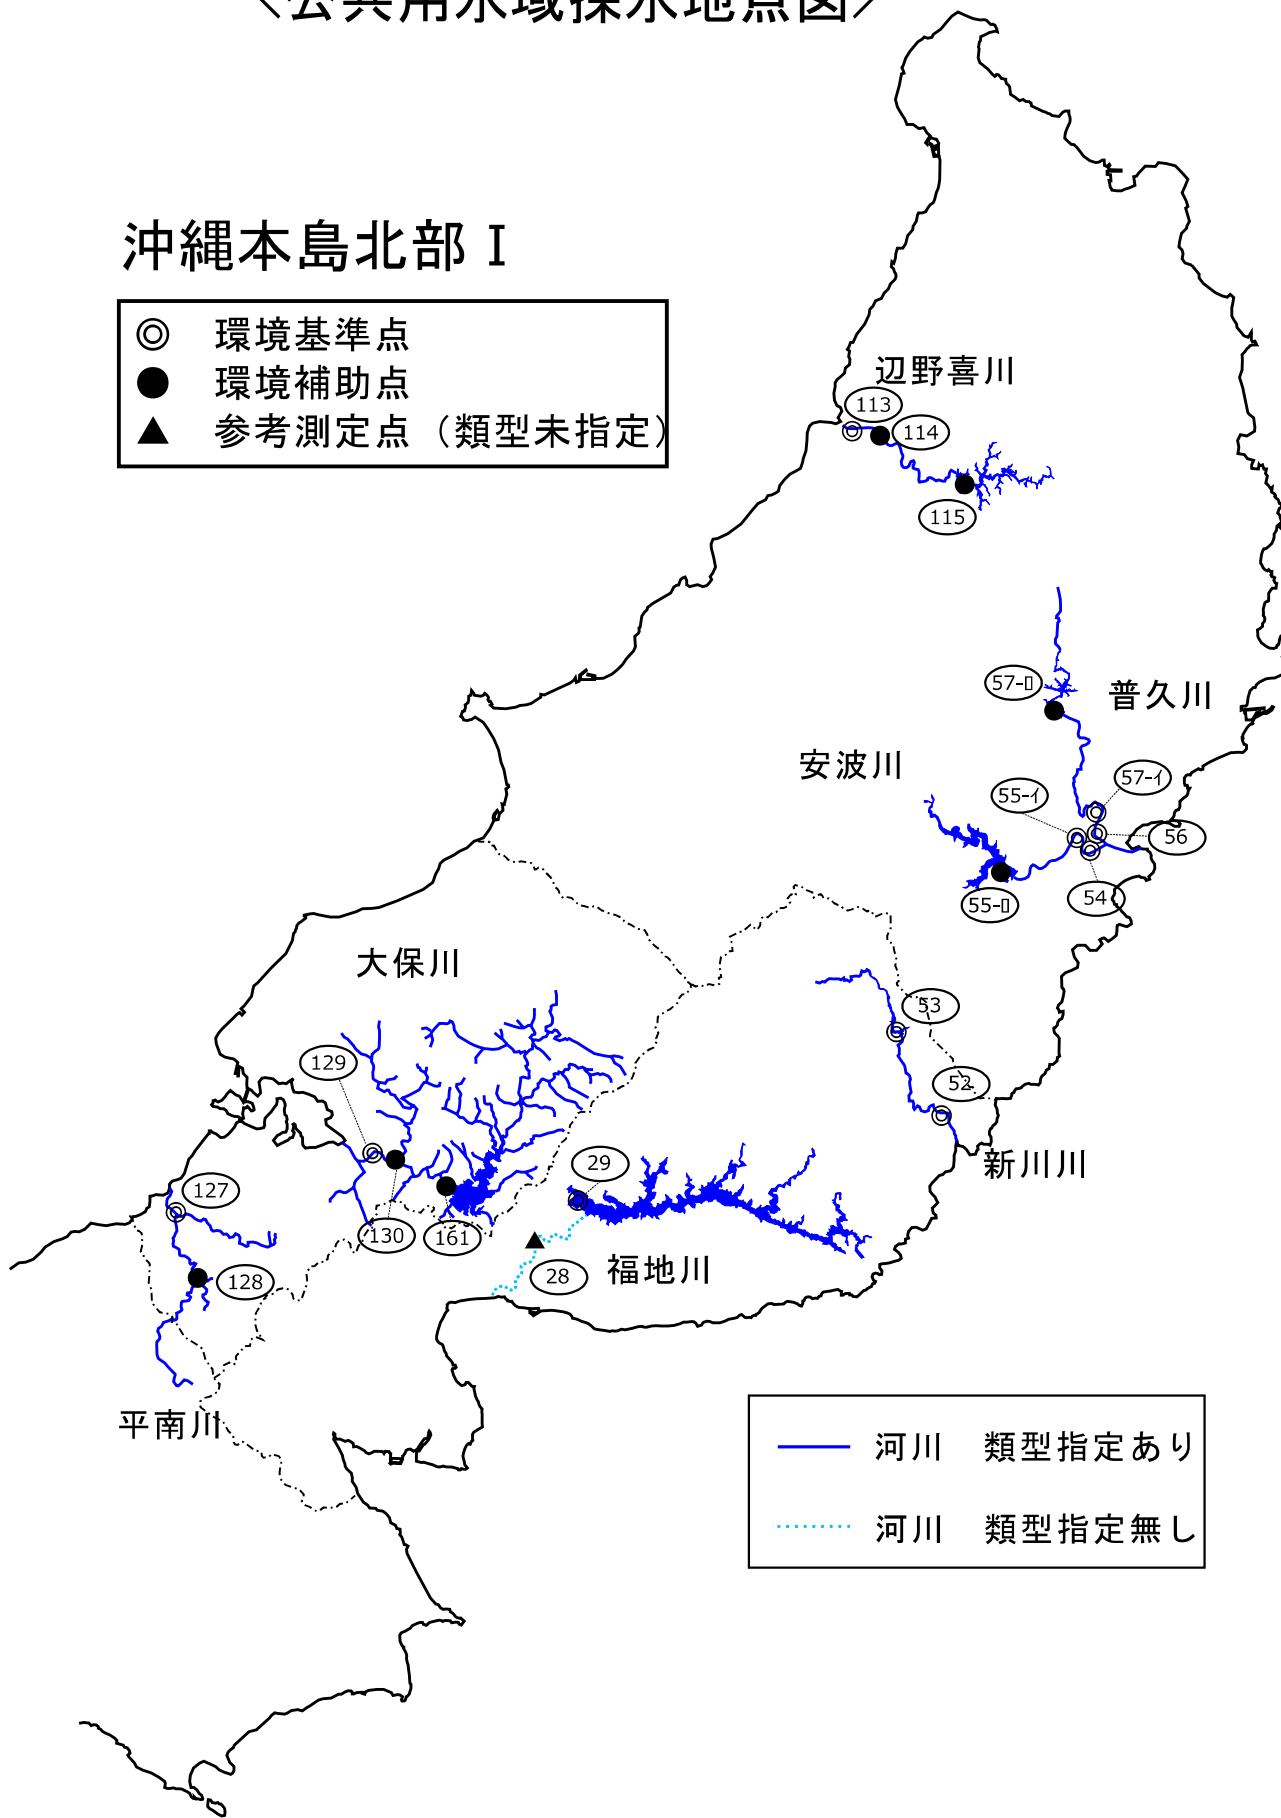 <公共用水域採水地点図>
沖縄本島北部Ⅰ
環境基準点
環境補助点
参考測定点（類型未指定）
辺野喜川
113
114
115
57-ロ
普久川
安波川
57-イ
55-イ
56
54
55-ロ
大保川
53
129
52
新川川
29
127
130
161
28
福地川
128
平南川
河川 類型指定あり
河川 類型指定無し